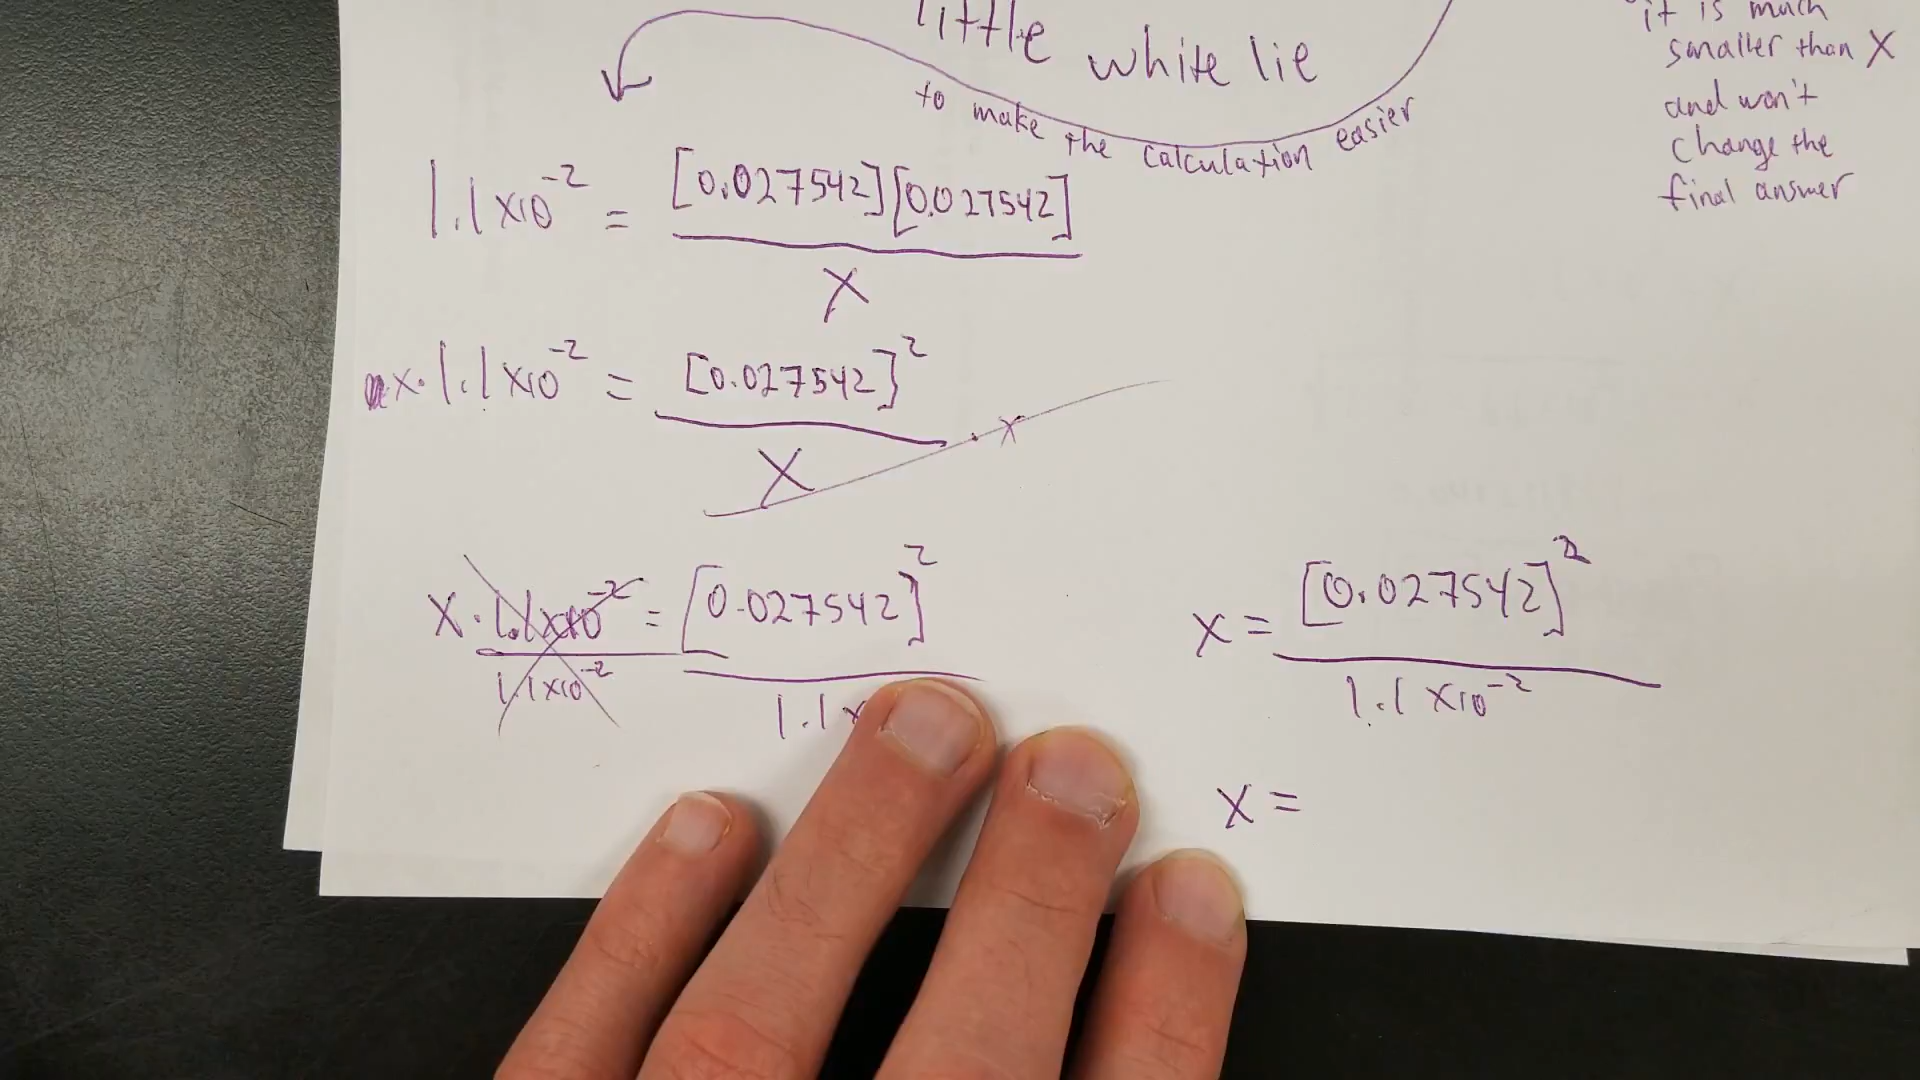 little white lie
to make the calculation easier
it is much
smaller than X
and won't
change the
final answer
1.1 x10⁻² = [0.027542][0.027542]
X
x · 1.1 x10⁻² = [0.027542]²
X · x
X · 1.1 x10⁻² = [0.027542]²
1.1 x10⁻² 1.1 x
x = [0.027542]²
1.1 x10⁻²
x =